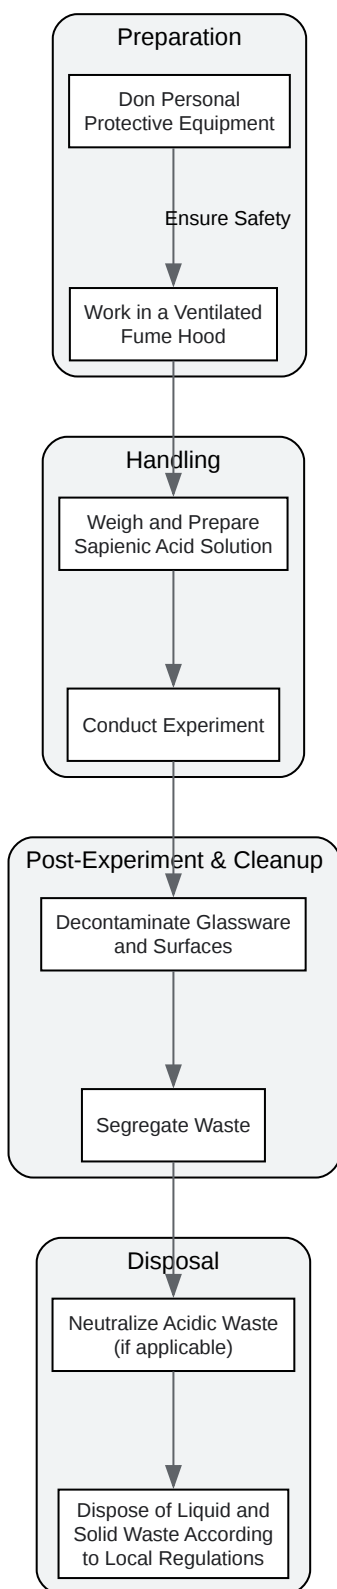 Preparation
Don Personal
Protective Equipment
Ensure Safety
Work in a Ventilated
Fume Hood
Handling
Weigh and Prepare
Sapienic Acid Solution
Conduct Experiment
Post-Experiment & Cleanup
Decontaminate Glassware
and Surfaces
Segregate Waste
Disposal
Neutralize Acidic Waste
(if applicable)
Dispose of Liquid and
Solid Waste According
to Local Regulations